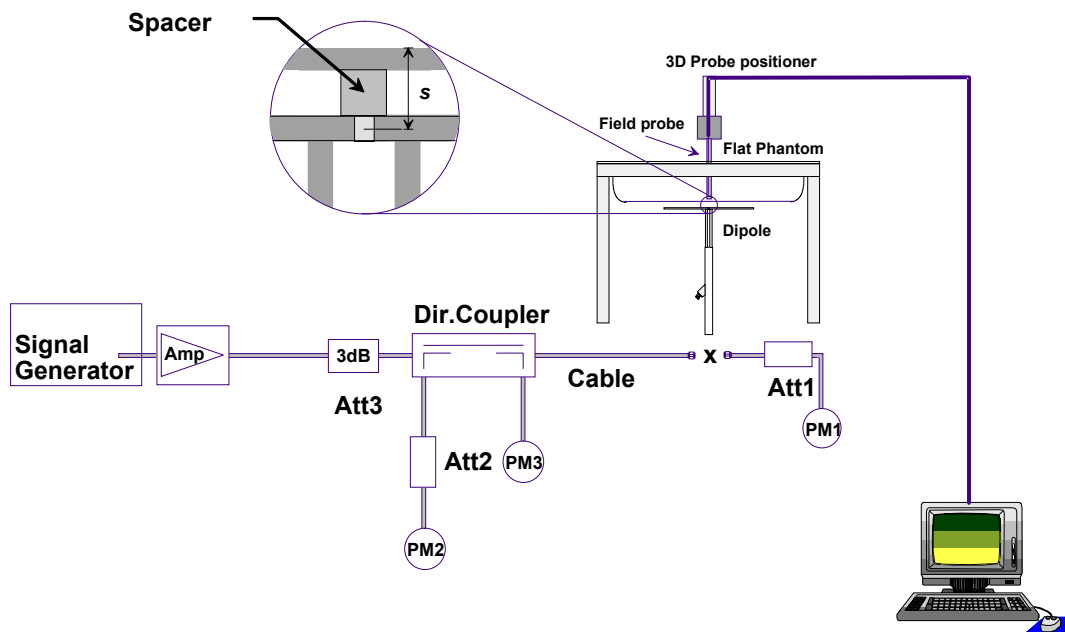 Spacer
s
3D Probe positioner
Field probe
Flat Phantom
Dipole
Dir.Coupler
Signal
Generator
Amp
3dB
Att3
Cable
x
Att1
PM1
Att2
PM3
PM2